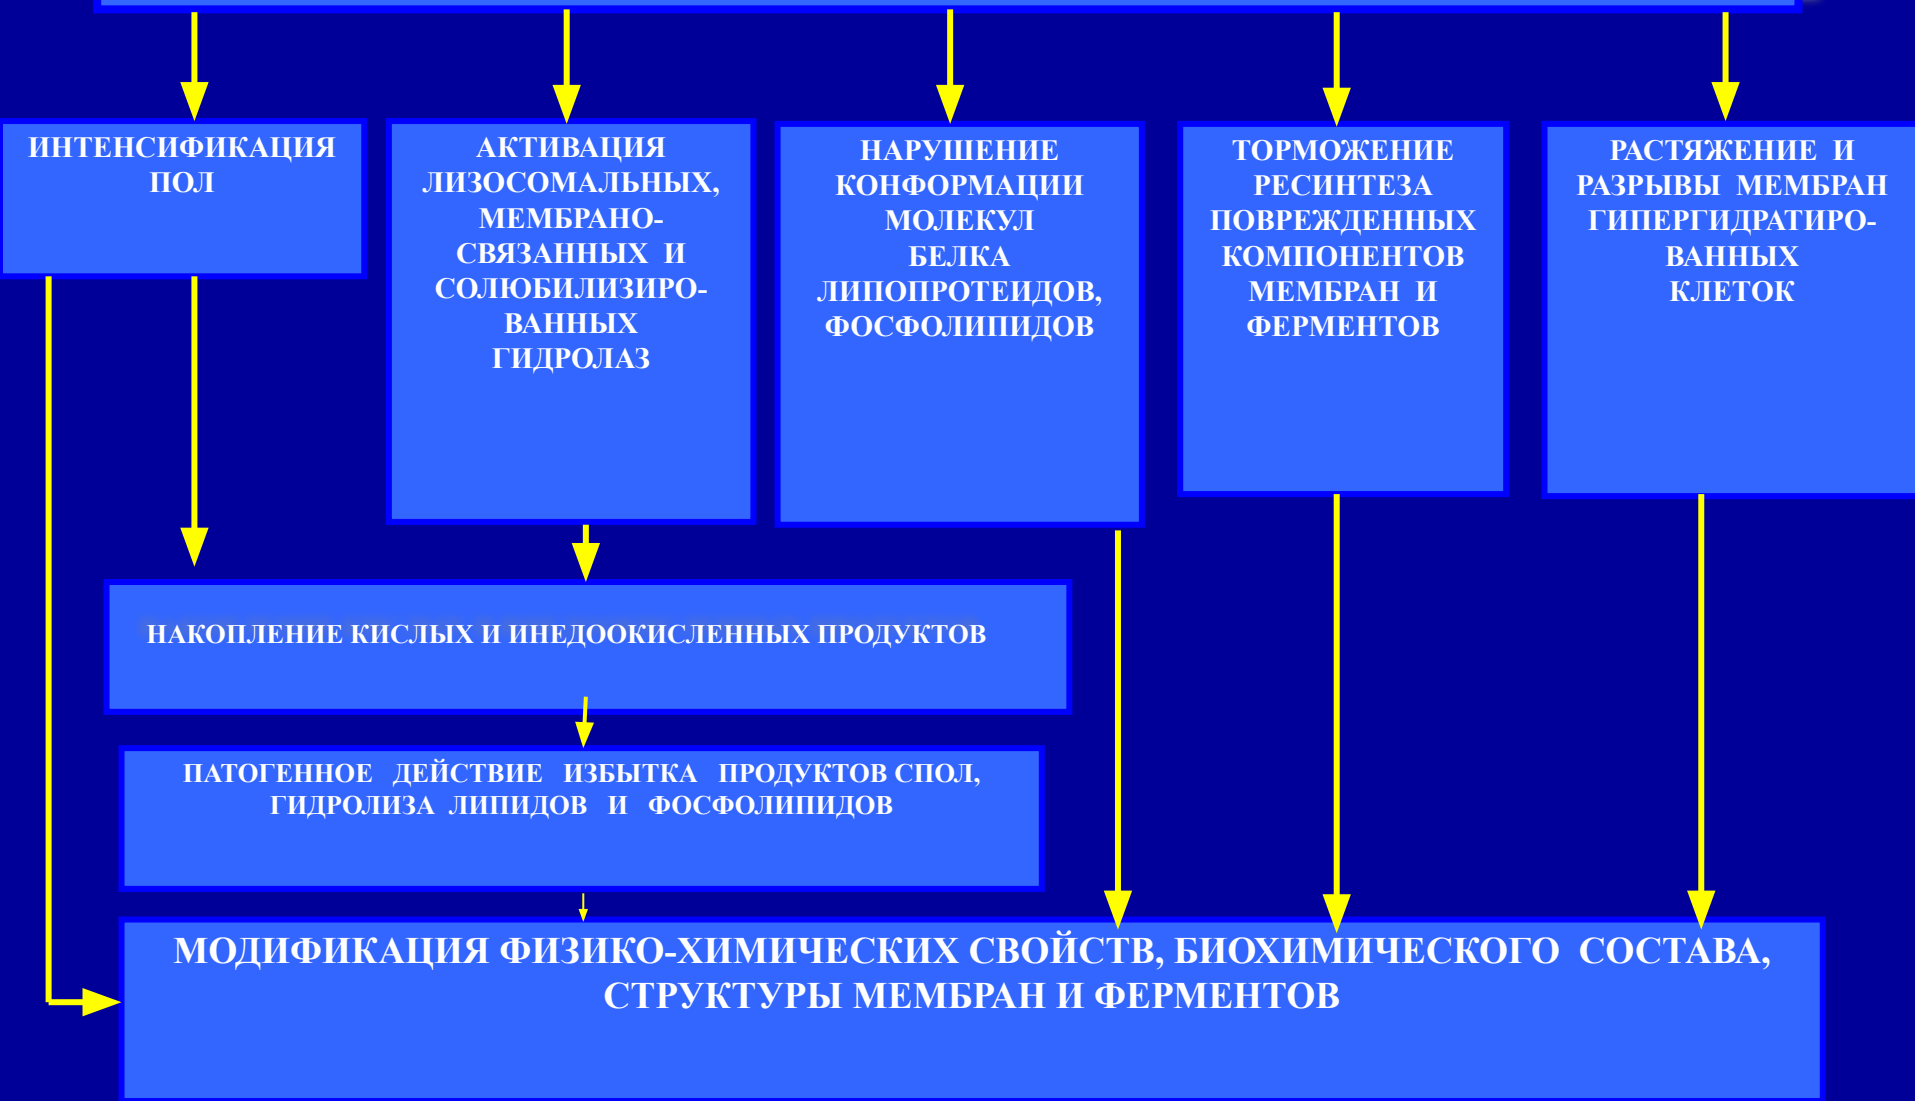 ИНТЕНСИФИКАЦИЯ
ПОЛ
АКТИВАЦИЯ
ЛИЗОСОМАЛЬНЫХ,
МЕМБРАНО-
СВЯЗАННЫХ И
СОЛЮБИЛИЗИРО-
ВАННЫХ
ГИДРОЛАЗ
НАРУШЕНИЕ
КОНФОРМАЦИИ
МОЛЕКУЛ
БЕЛКА
ЛИПОПРОТЕИДОВ,
ФОСФОЛИПИДОВ
ТОРМОЖЕНИЕ
РЕСИНТЕЗА
ПОВРЕЖДЕННЫХ
КОМПОНЕНТОВ
МЕМБРАН И
ФЕРМЕНТОВ
РАСТЯЖЕНИЕ И
РАЗРЫВЫ МЕМБРАН
ГИПЕРГИДРАТИРО-
ВАННЫХ
КЛЕТОК
НАКОПЛЕНИЕ КИСЛЫХ И ИНЕДООКИСЛЕННЫХ ПРОДУКТОВ
ПАТОГЕННОЕ ДЕЙСТВИЕ ИЗБЫТКА ПРОДУКТОВ СПОЛ,
ГИДРОЛИЗА ЛИПИДОВ И ФОСФОЛИПИДОВ
МОДИФИКАЦИЯ ФИЗИКО-ХИМИЧЕСКИХ СВОЙСТВ, БИОХИМИЧЕСКОГО СОСТАВА,
СТРУКТУРЫ МЕМБРАН И ФЕРМЕНТОВ